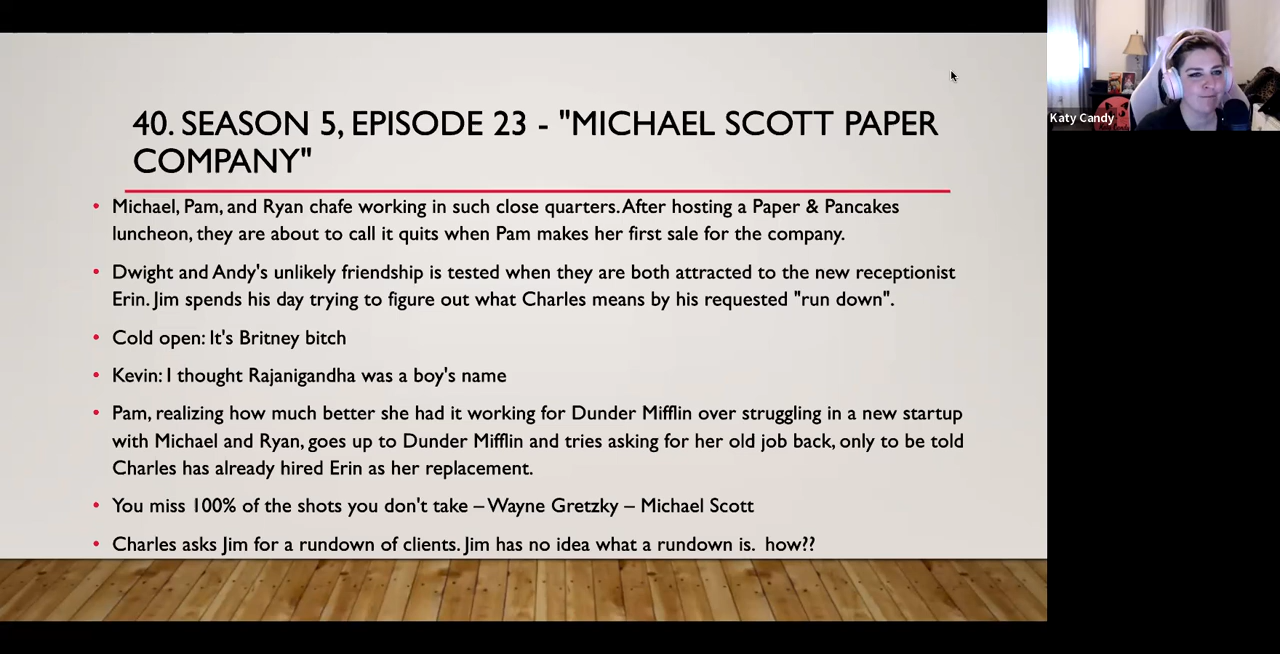 40. SEASON 5, EPISODE 23 - "MICHAEL SCOTT PAPER
COMPANY"
• Michael, Pam, and Ryan chafe working in such close quarters. After hosting a Paper & Pancakes
luncheon, they are about to call it quits when Pam makes her first sale for the company.
• Dwight and Andy's unlikely friendship is tested when they are both attracted to the new receptionist
Erin. Jim spends his day trying to figure out what Charles means by his requested "run down".
• Cold open: It's Britney bitch
• Kevin: I thought Rajanigandha was a boy's name
• Pam, realizing how much better she had it working for Dunder Mifflin over struggling in a new startup
with Michael and Ryan, goes up to Dunder Mifflin and tries asking for her old job back, only to be told
Charles has already hired Erin as her replacement.
• You miss 100% of the shots you don't take – Wayne Gretzky – Michael Scott
• Charles asks Jim for a rundown of clients. Jim has no idea what a rundown is.  how??
Katy Candy